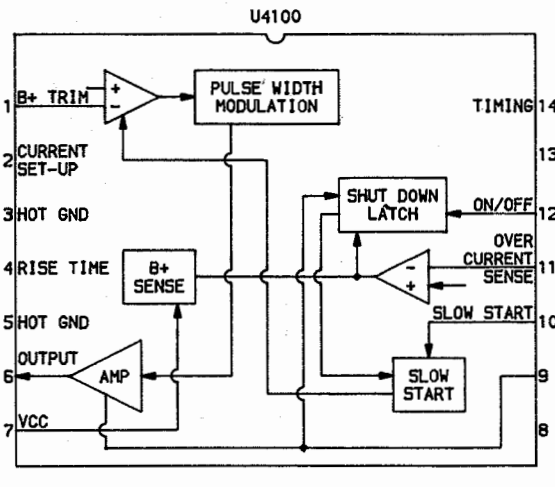 U4100
+
PULSE WIDTH
MODULATION
1 B+ TRIM
−
TIMING 14
2 CURRENT
SET-UP
13
SHUT DOWN
LATCH
3 HOT GND
ON/OFF 12
OVER
CURRENT 11
SENSE
4 RISE TIME
B+
SENSE
−
+
5 HOT GND
SLOW START 10
OUTPUT
6
AMP
SLOW
START
9
7 VCC
8